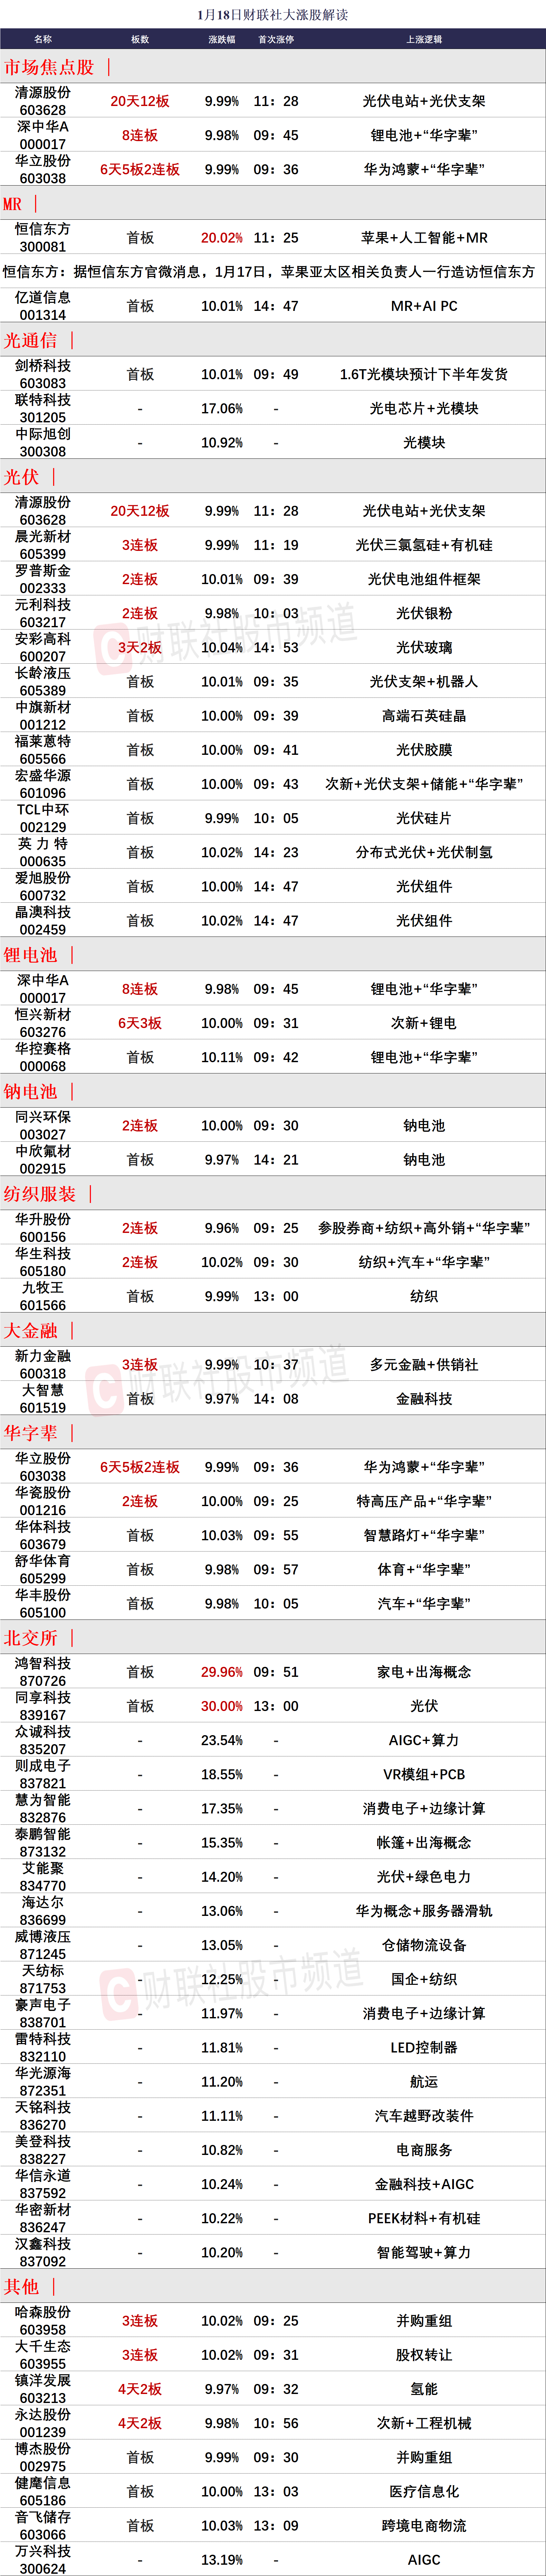 1月18日财联社大涨股解读
名称 板数 涨跌幅 首次涨停 上涨逻辑
市场焦点股 |
清源股份
603628 20天12板 9.99% 11：28 光伏电站+光伏支架
深中华A
000017 8连板 9.98% 09：45 锂电池+“华字辈”
华立股份
603038 6天5板2连板 9.99% 09：36 华为鸿蒙+“华字辈”
MR |
恒信东方
300081 首板 20.02% 11：25 苹果+人工智能+MR
恒信东方：据恒信东方官微消息，1月17日，苹果亚太区相关负责人一行造访恒信东方
亿道信息
001314 首板 10.01% 14：47 MR+AI PC
光通信 |
剑桥科技
603083 首板 10.01% 09：49 1.6T光模块预计下半年发货
联特科技
301205 - 17.06% - 光电芯片+光模块
中际旭创
300308 - 10.92% - 光模块
光伏 |
清源股份
603628 20天12板 9.99% 11：28 光伏电站+光伏支架
晨光新材
605399 3连板 9.99% 11：19 光伏三氯氢硅+有机硅
罗普斯金
002333 2连板 10.01% 09：39 光伏电池组件框架
元利科技
603217 2连板 9.98% 10：03 光伏银粉
安彩高科
600207 3天2板 10.04% 14：53 光伏玻璃
长龄液压
605389 首板 10.01% 09：35 光伏支架+机器人
中旗新材
001212 首板 10.00% 09：39 高端石英硅晶
福莱蒽特
605566 首板 10.00% 09：41 光伏胶膜
宏盛华源
601096 首板 10.00% 09：43 次新+光伏支架+储能+“华字辈”
TCL中环
002129 首板 9.99% 10：05 光伏硅片
英 力 特
000635 首板 10.02% 14：23 分布式光伏+光伏制氢
爱旭股份
600732 首板 10.00% 14：47 光伏组件
晶澳科技
002459 首板 10.02% 14：47 光伏组件
锂电池 |
深中华A
000017 8连板 9.98% 09：45 锂电池+“华字辈”
恒兴新材
603276 6天3板 10.00% 09：31 次新+锂电
华控赛格
000068 首板 10.11% 09：42 锂电池+“华字辈”
钠电池 |
同兴环保
003027 2连板 10.00% 09：30 钠电池
中欣氟材
002915 首板 9.97% 14：21 钠电池
纺织服装 |
华升股份
600156 2连板 9.96% 09：25 参股券商+纺织+高外销+“华字辈”
华生科技
605180 2连板 10.02% 09：30 纺织+汽车+“华字辈”
九牧王
601566 首板 9.99% 13：00 纺织
大金融 |
新力金融
600318 3连板 9.99% 10：37 多元金融+供销社
大智慧
601519 首板 9.97% 14：08 金融科技
华字辈 |
华立股份
603038 6天5板2连板 9.99% 09：36 华为鸿蒙+“华字辈”
华瓷股份
001216 2连板 10.00% 09：25 特高压产品+“华字辈”
华体科技
603679 首板 10.03% 09：55 智慧路灯+“华字辈”
舒华体育
605299 首板 9.98% 09：57 体育+“华字辈”
华丰股份
605100 首板 9.98% 10：05 汽车+“华字辈”
北交所 |
鸿智科技
870726 首板 29.96% 09：51 家电+出海概念
同享科技
839167 首板 30.00% 13：00 光伏
众诚科技
835207 - 23.54% - AIGC+算力
则成电子
837821 - 18.55% - VR模组+PCB
慧为智能
832876 - 17.35% - 消费电子+边缘计算
泰鹏智能
873132 - 15.35% - 帐篷+出海概念
艾能聚
834770 - 14.20% - 光伏+绿色电力
海达尔
836699 - 13.06% - 华为概念+服务器滑轨
威博液压
871245 - 13.05% - 仓储物流设备
天纺标
871753 - 12.25% - 国企+纺织
豪声电子
838701 - 11.97% - 消费电子+边缘计算
雷特科技
832110 - 11.81% - LED控制器
华光源海
872351 - 11.20% - 航运
天铭科技
836270 - 11.11% - 汽车越野改装件
美登科技
838227 - 10.82% - 电商服务
华信永道
837592 - 10.24% - 金融科技+AIGC
华密新材
836247 - 10.22% - PEEK材料+有机硅
汉鑫科技
837092 - 10.20% - 智能驾驶+算力
其他 |
哈森股份
603958 3连板 10.02% 09：25 并购重组
大千生态
603955 3连板 10.02% 09：31 股权转让
镇洋发展
603213 4天2板 9.97% 09：32 氢能
永达股份
001239 4天2板 9.98% 10：56 次新+工程机械
博杰股份
002975 首板 9.99% 09：30 并购重组
健麾信息
605186 首板 10.00% 13：03 医疗信息化
音飞储存
603066 首板 10.03% 13：09 跨境电商物流
万兴科技
300624 - 13.19% - AIGC
财联社股市频道
财联社股市频道
财联社股市频道